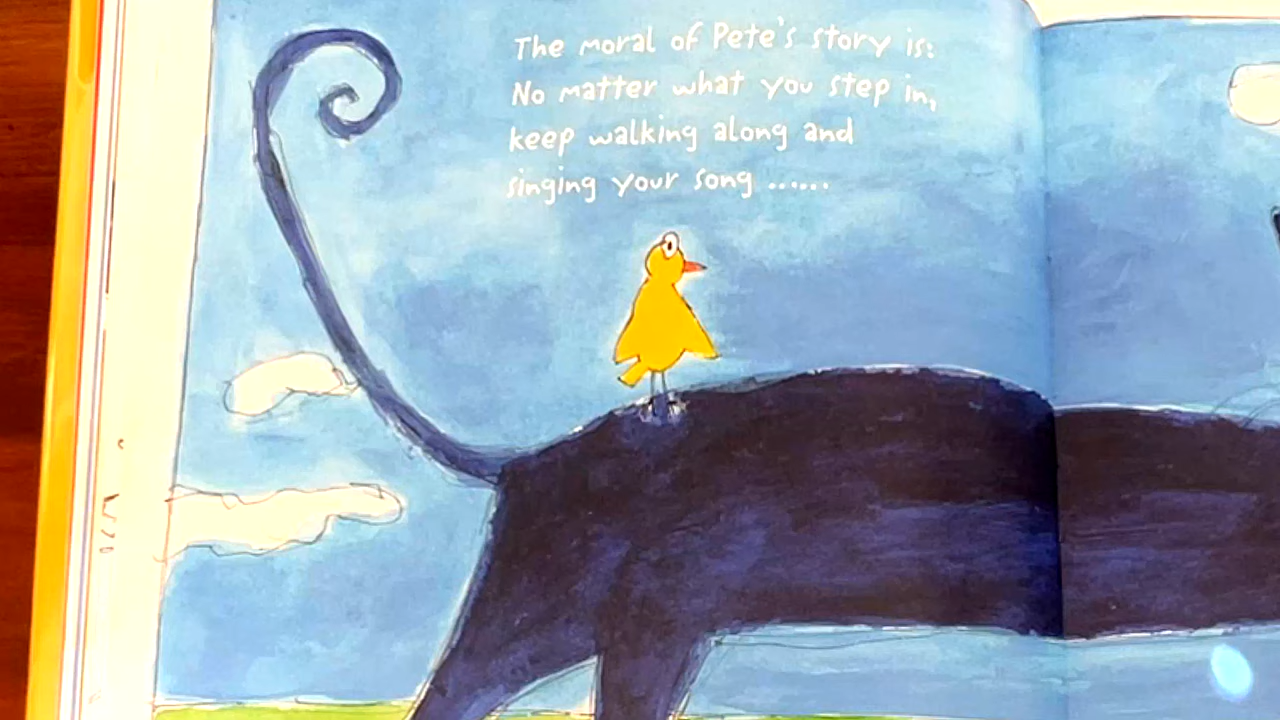 The moral of Pete's story is:
No matter what you step in,
keep walking along and
singing your song ......